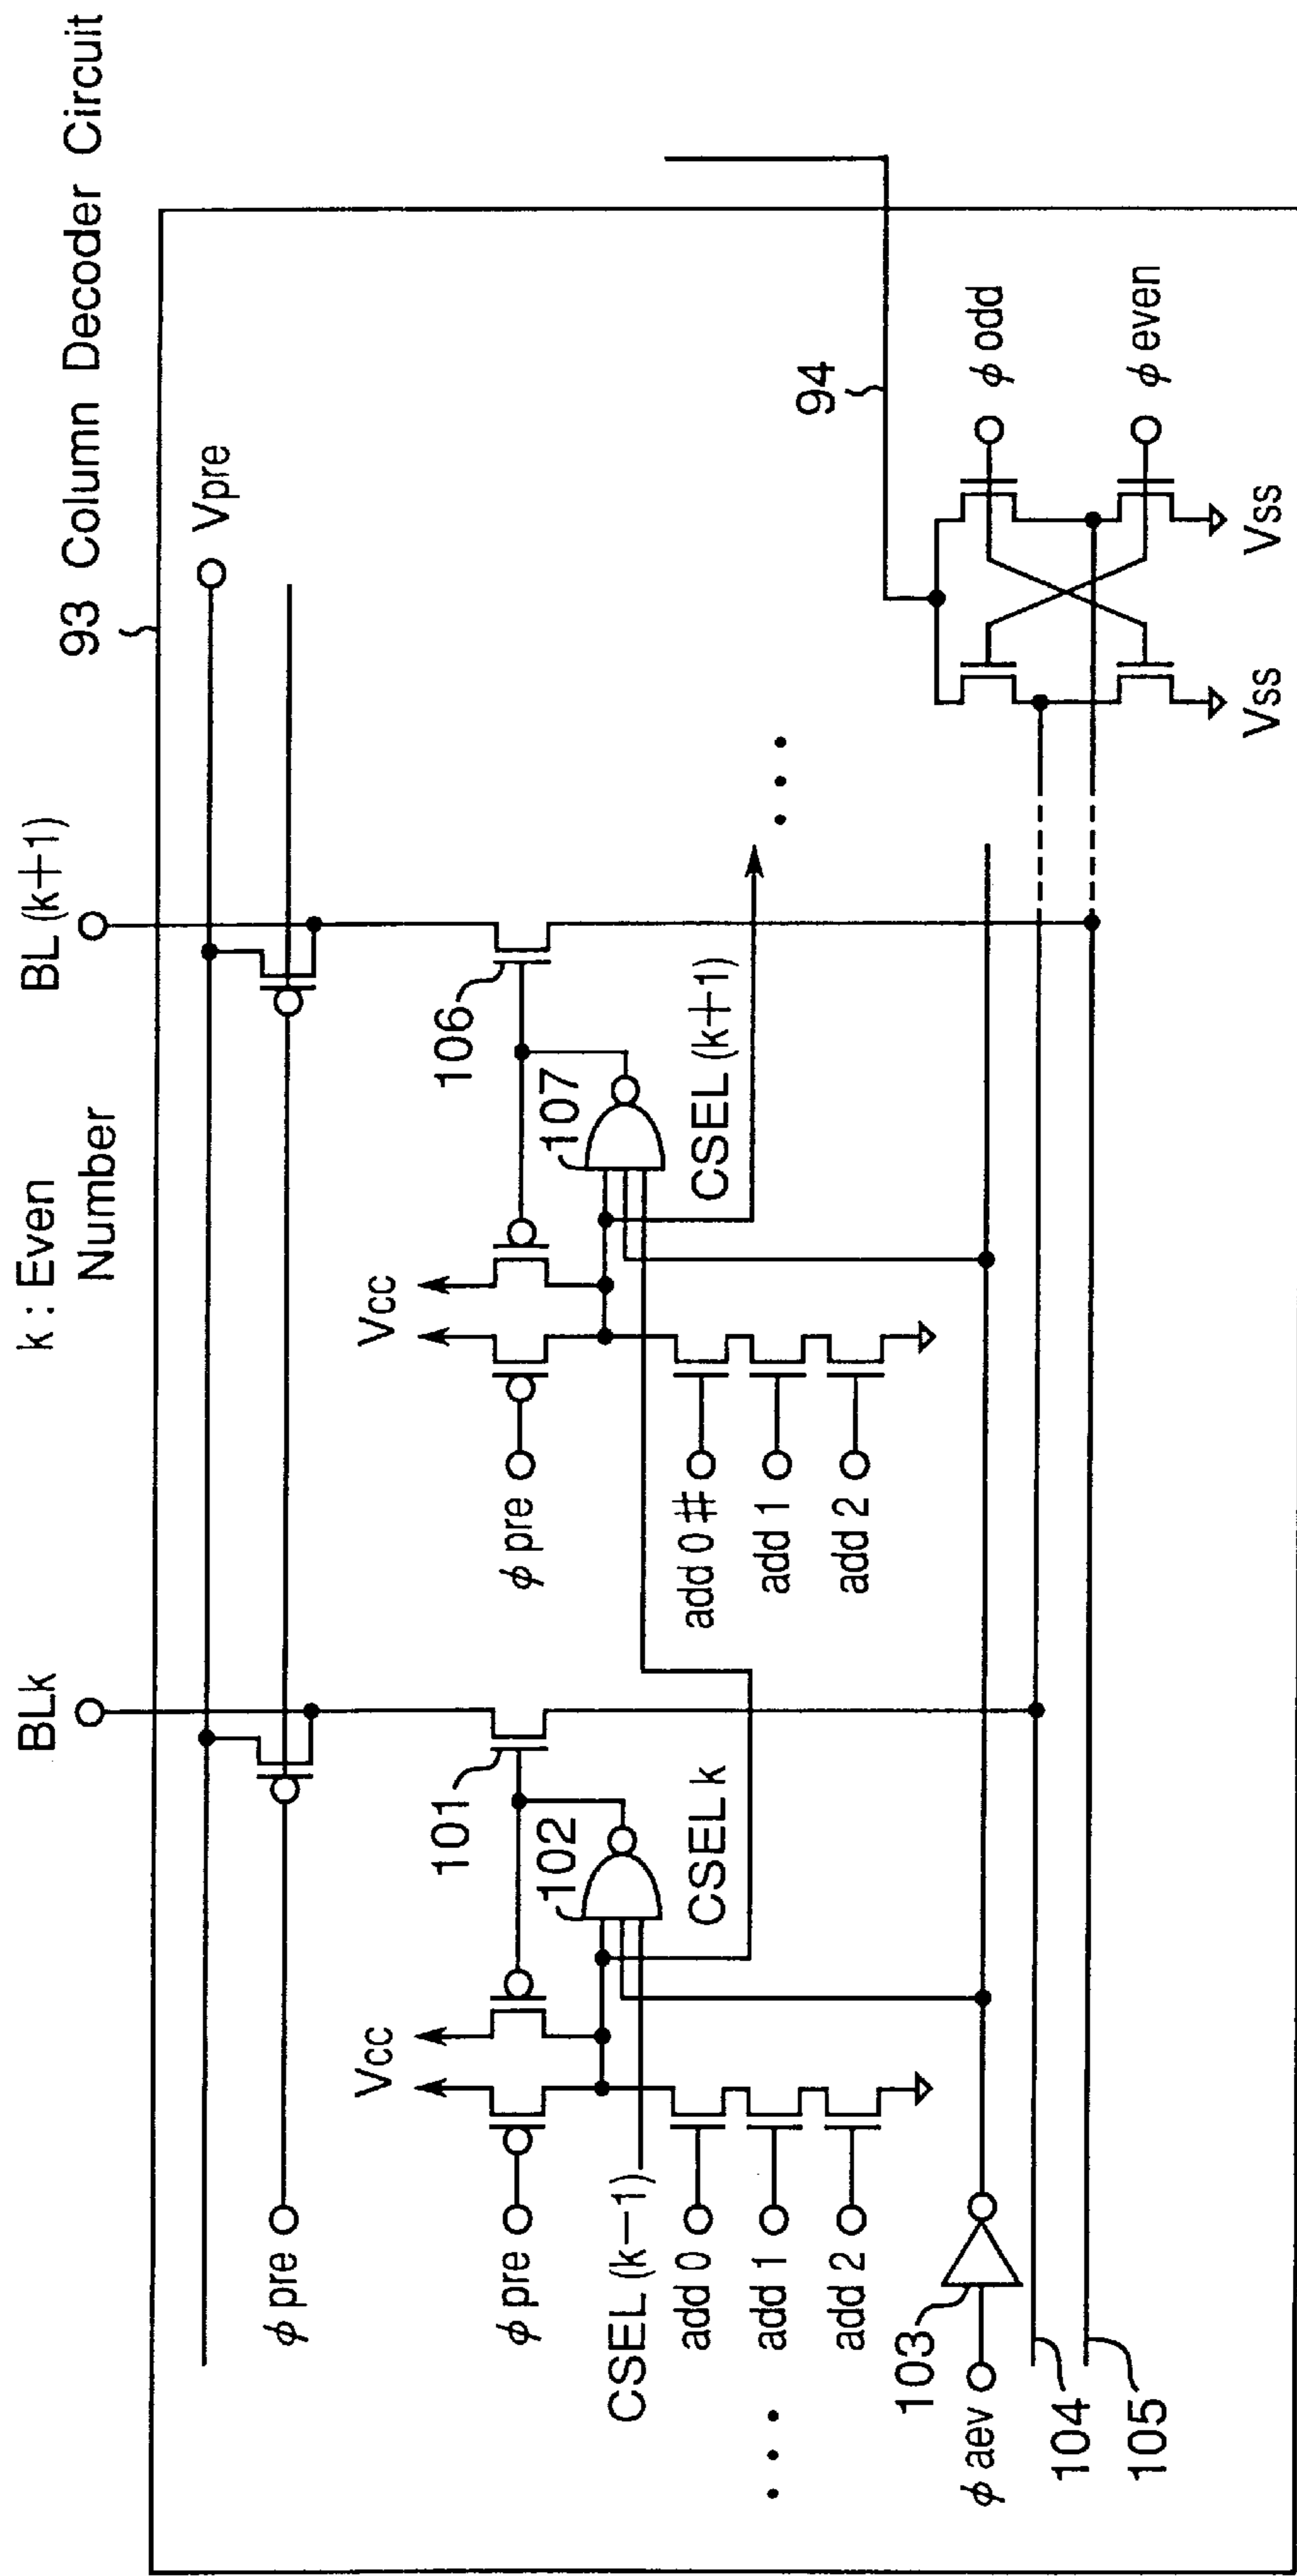 93 Column Decoder Circuit
k : Even
Number
BLk
BL (k+1)
Vpre
φ pre
Vcc
Vcc
101
106
φ pre
102
φ pre
107
CSEL (k−1)
CSEL k
CSEL (k+1)
add 0
add 1
add 2
add 0 #
add 1
add 2
94
φ odd
φ even
Vss
Vss
103
φ aev
104
105